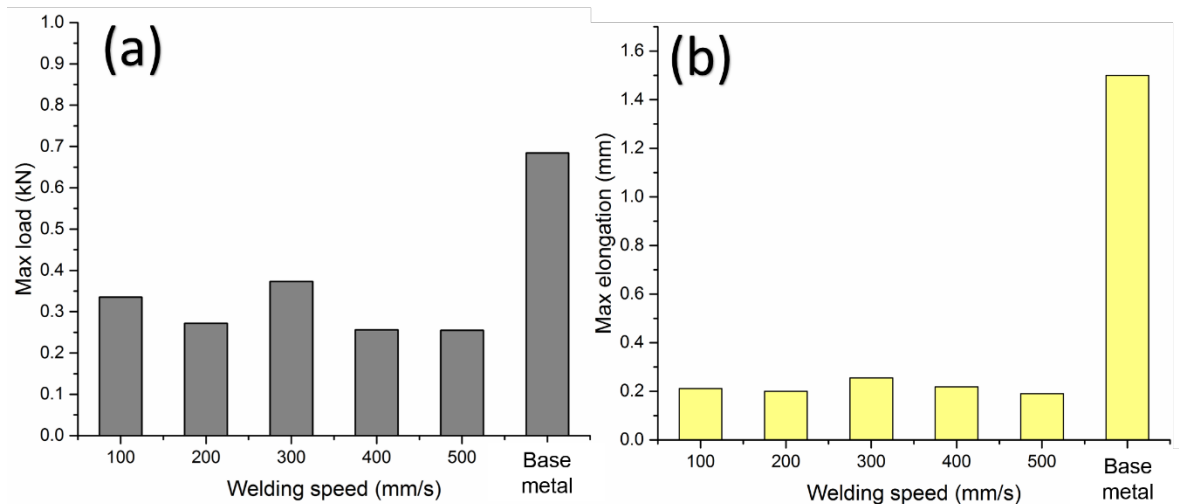 (a)
Max load (kN)
1.0
0.9
0.8
0.7
0.6
0.5
0.4
0.3
0.2
0.1
0.0
100 200 300 400 500 Base
metal
Welding speed (mm/s)
(b)
Max elongation (mm)
1.6
1.4
1.2
1.0
0.8
0.6
0.4
0.2
0.0
100 200 300 400 500 Base
metal
Welding speed (mm/s)